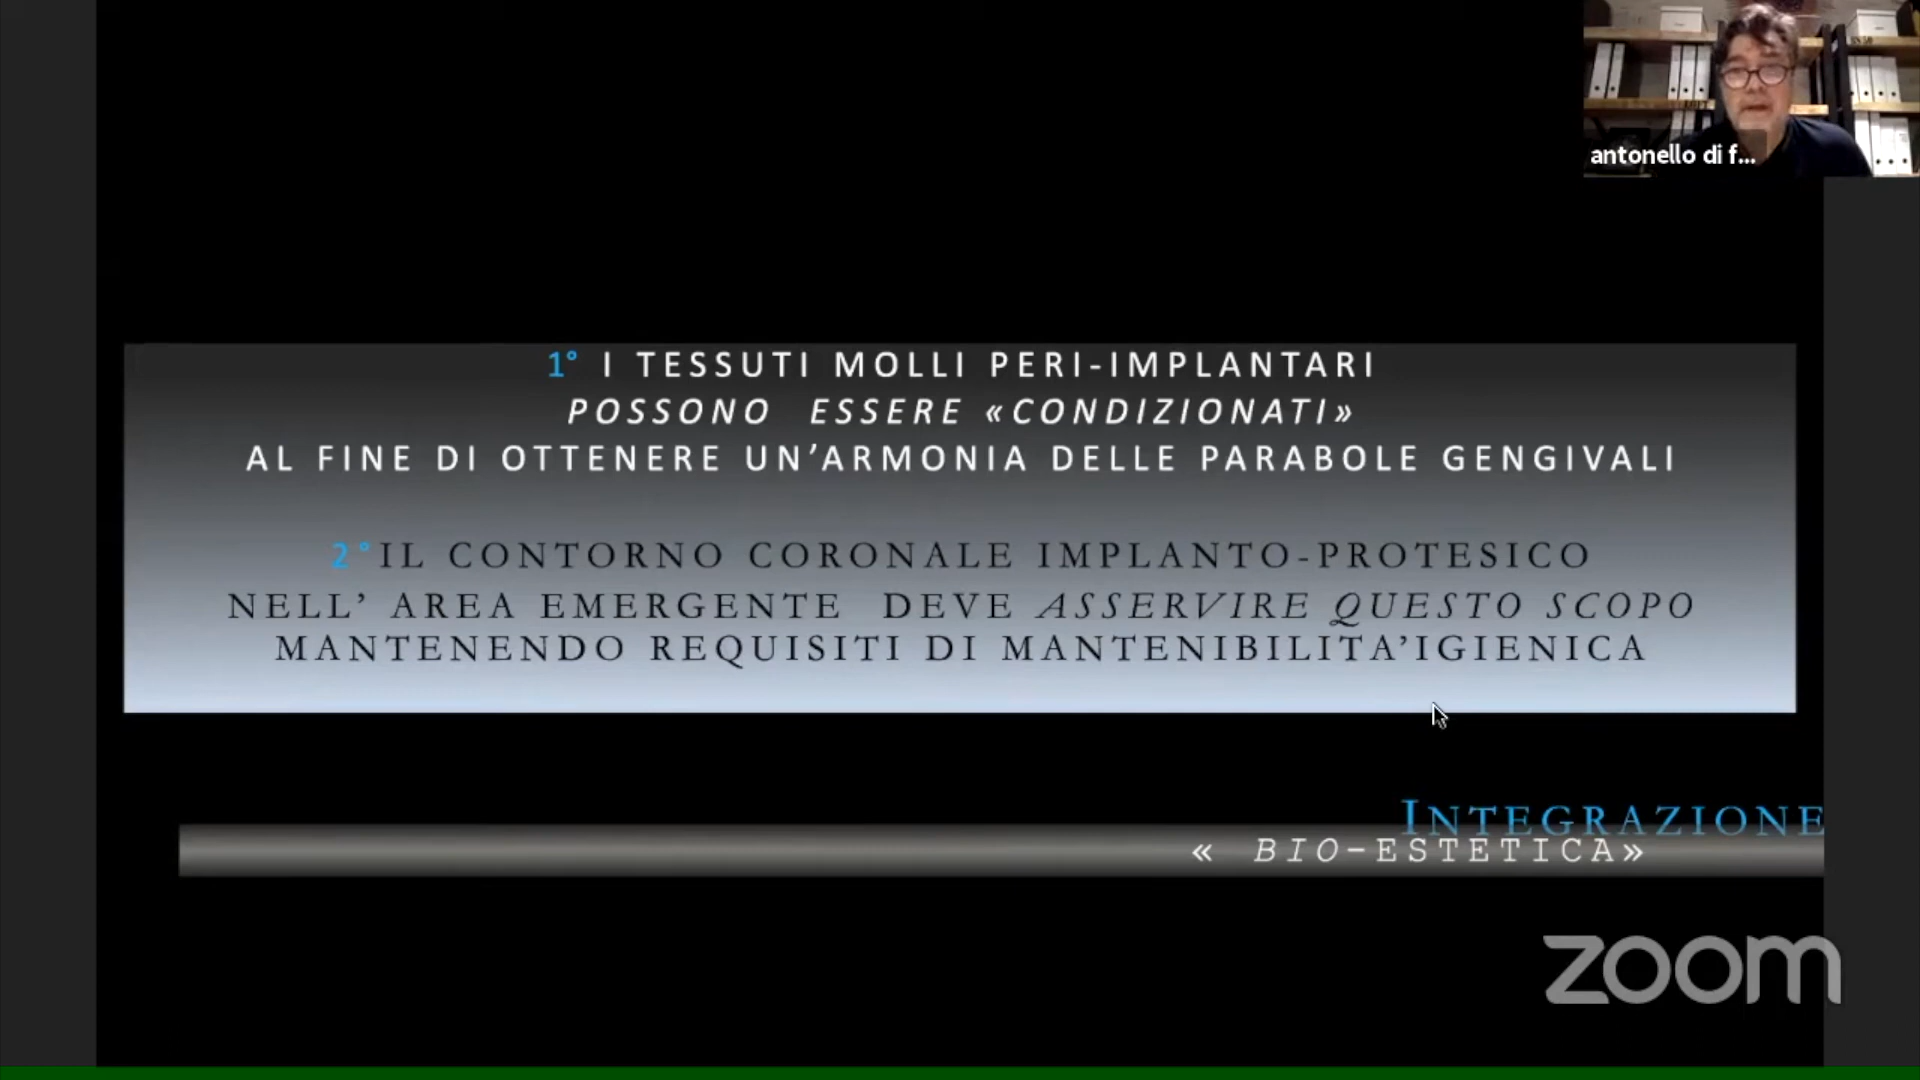 antonello di f...
1° I TESSUTI MOLLI PERI-IMPLANTARI
POSSONO ESSERE «CONDIZIONATI»
AL FINE DI OTTENERE UN’ARMONIA DELLE PARABOLE GENGIVALI
2°IL CONTORNO CORONALE IMPLANTO-PROTESICO
NELL’ AREA EMERGENTE DEVE ASSERVIRE QUESTO SCOPO
MANTENENDO REQUISITI DI MANTENIBILITA’IGIENICA
INTEGRAZIONE
« BIO-ESTETICA»
zoom